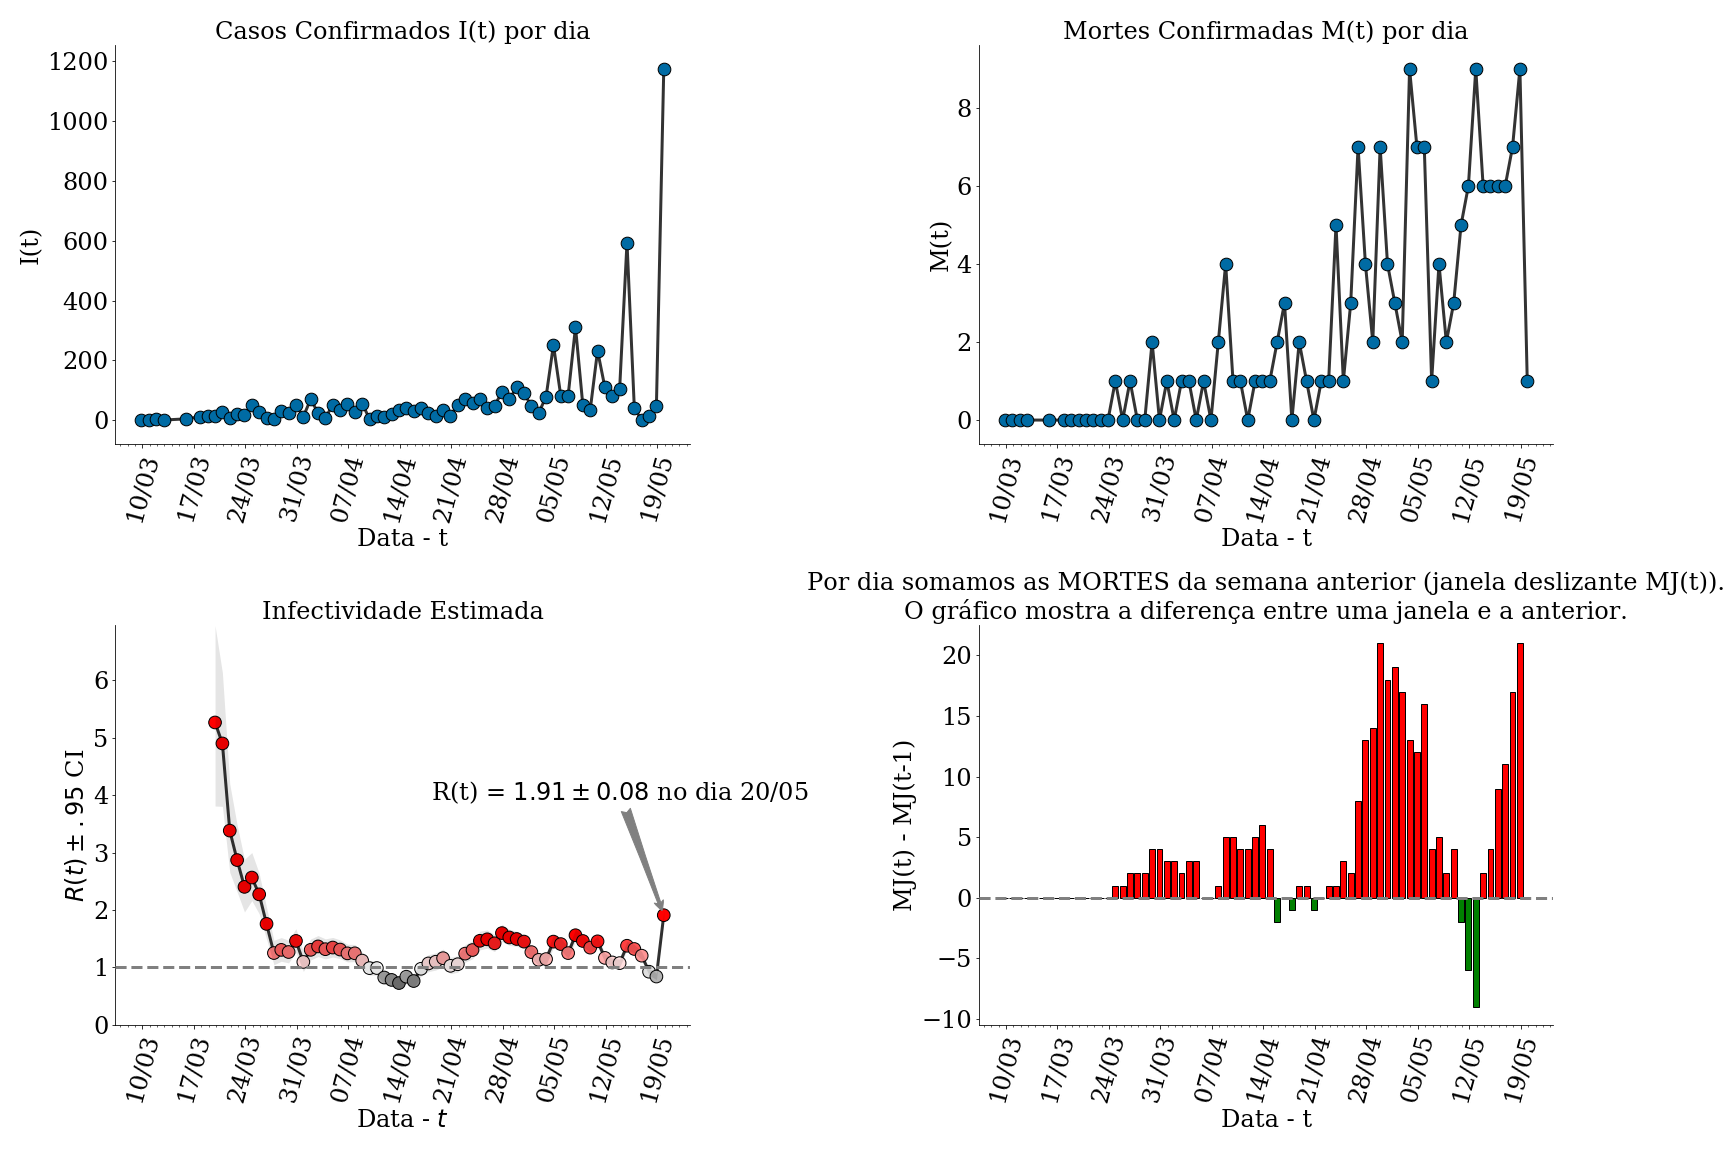 Casos Confirmados I(t) por dia
1200
1000
800
600
400
200
0
I(t)
10/03 17/03 24/03 31/03 07/04 14/04 21/04 28/04 05/05 12/05 19/05
Data - t
Mortes Confirmadas M(t) por dia
8
6
4
2
0
M(t)
10/03 17/03 24/03 31/03 07/04 14/04 21/04 28/04 05/05 12/05 19/05
Data - t
Infectividade Estimada
6
5
4
3
2
1
0
R(t) ± .95 CI
R(t) = 1.91 ± 0.08 no dia 20/05
10/03 17/03 24/03 31/03 07/04 14/04 21/04 28/04 05/05 12/05 19/05
Data - t
Por dia somamos as MORTES da semana anterior (janela deslizante MJ(t)).
O gráfico mostra a diferença entre uma janela e a anterior.
20
15
10
5
0
−5
−10
MJ(t) - MJ(t-1)
10/03 17/03 24/03 31/03 07/04 14/04 21/04 28/04 05/05 12/05 19/05
Data - t